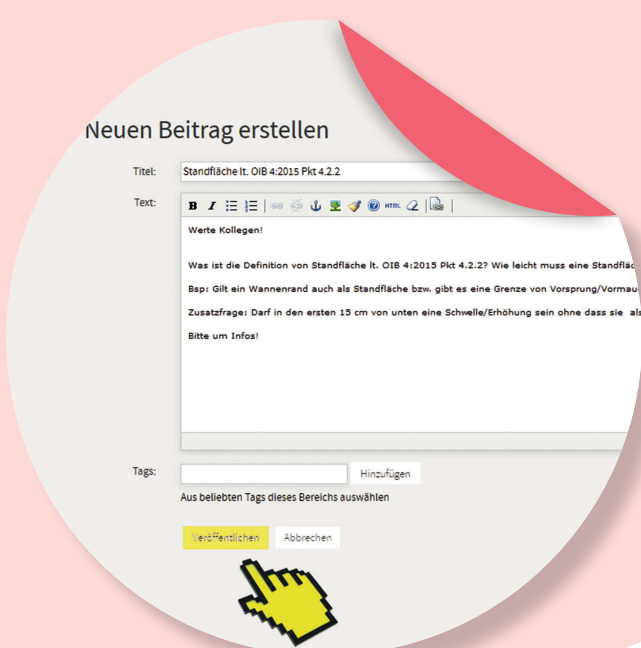 Neuen Beitrag erstellen
Titel:
Standfläche lt. OIB 4:2015 Pkt 4.2.2
Text:
B I HTML
Werte Kollegen!
Was ist die Definition von Standfläche lt. OIB 4:2015 Pkt 4.2.2? Wie leicht muss eine
Bsp: Gilt ein Wannenrand auch als Standfläche bzw. gibt es eine Grenze von
Zusatzfrage: Darf in den ersten 15 cm von unten eine Schwelle/Erhöhung sein ohne dass sie
Bitte um Infos!
Tags:
Hinzufügen
Aus beliebten Tags dieses Bereichs auswählen
Veröffentlichen Abbrechen